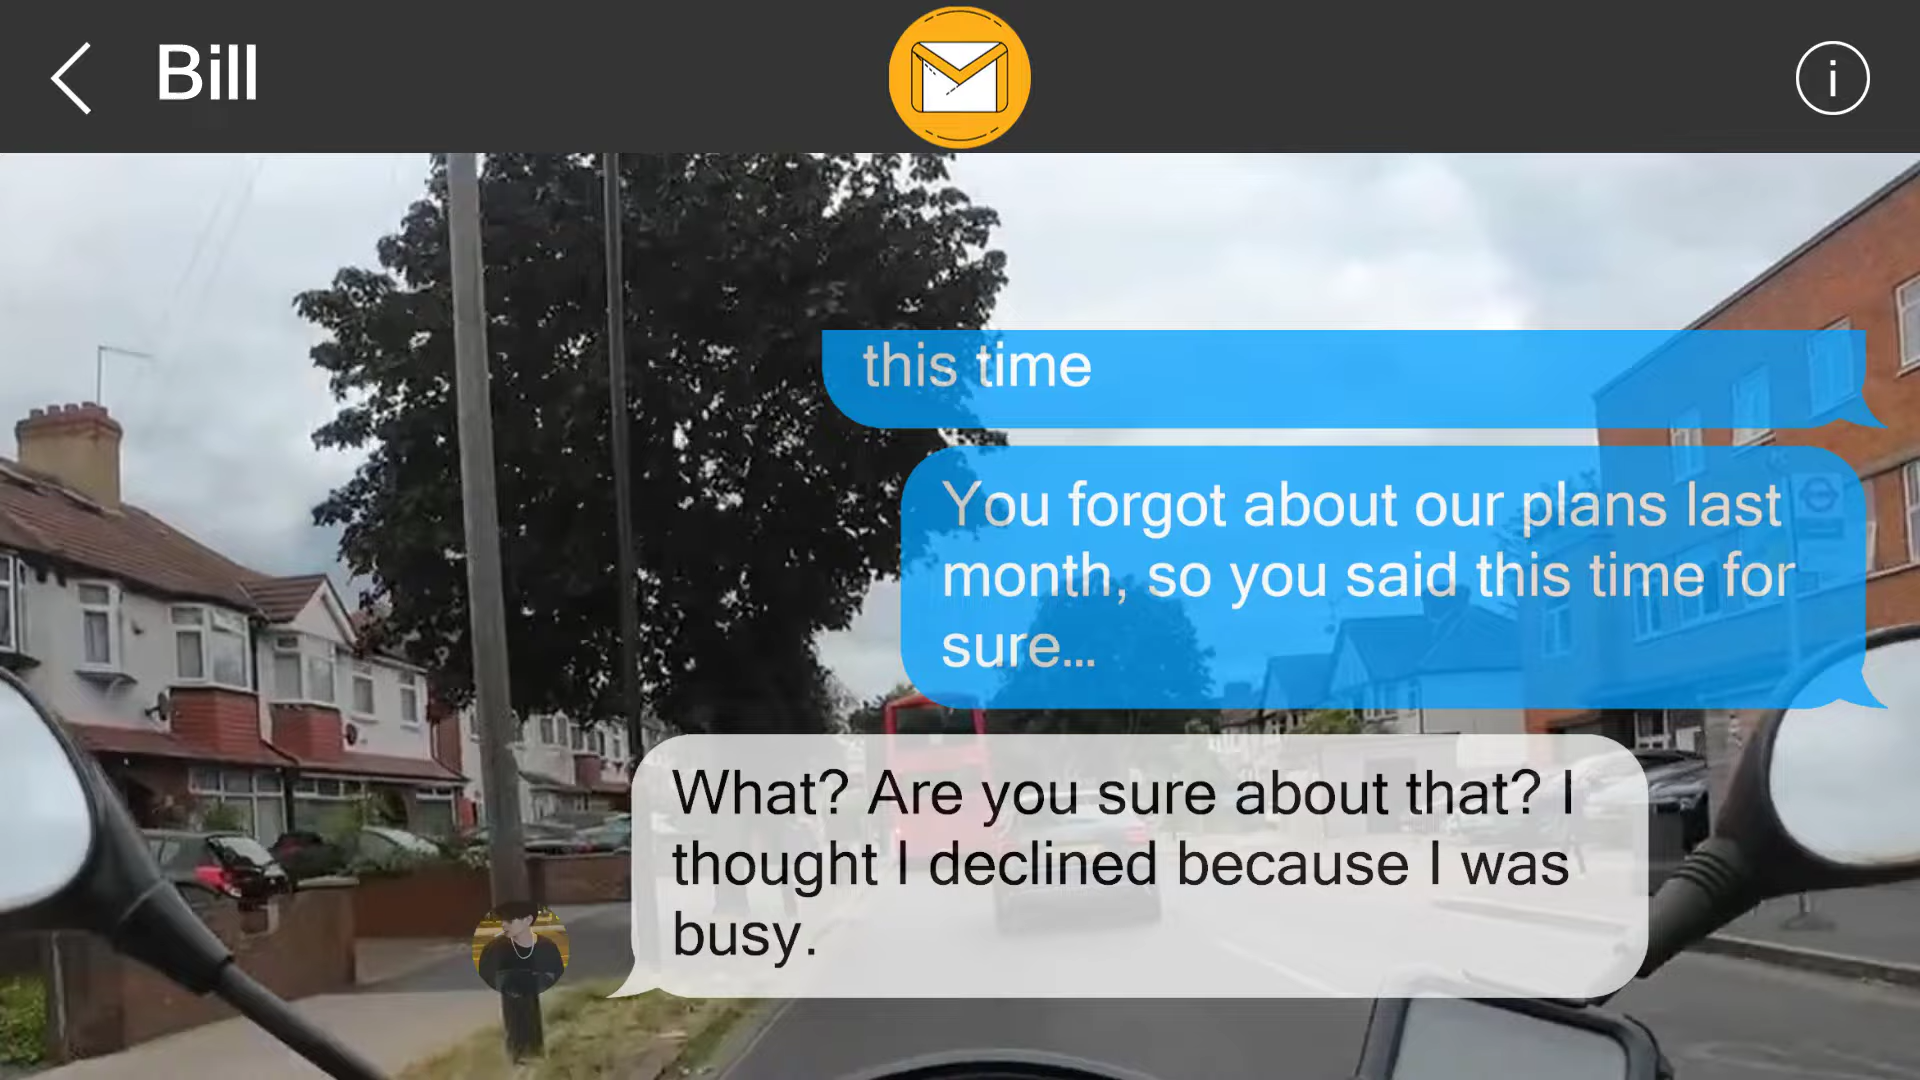 Bill
this time
You forgot about our plans last
month, so you said this time for
sure...
What? Are you sure about that? I
thought I declined because I was
busy.